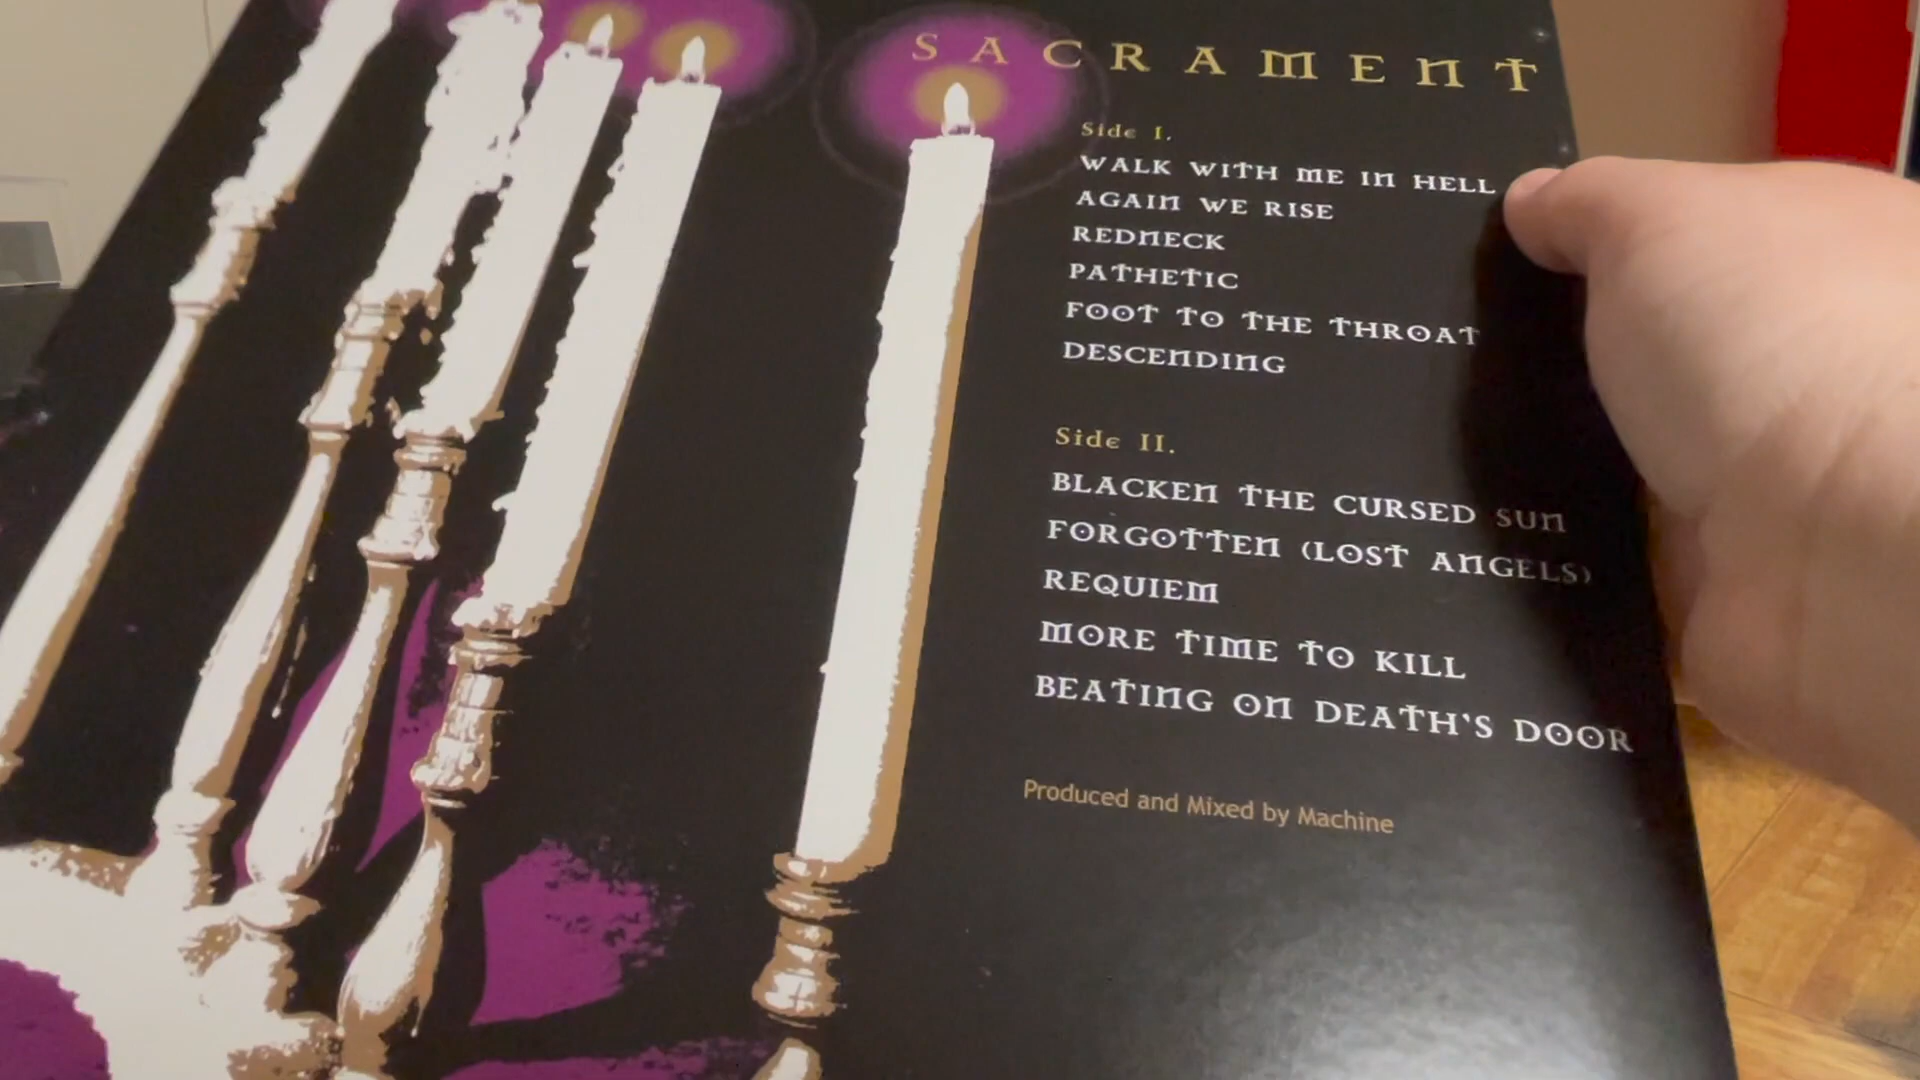 SACRAMENT
Side I.
WALK WITH ME IN HELL
AGAIN WE RISE
REDNECK
PATHETIC
FOOT TO THE THROAT
DESCENDING
Side II.
BLACKEN THE CURSED SUN
FORGOTTEN (LOST ANGELS)
REQUIEM
MORE TIME TO KILL
BEATING ON DEATH'S DOOR
Produced and Mixed by Machine